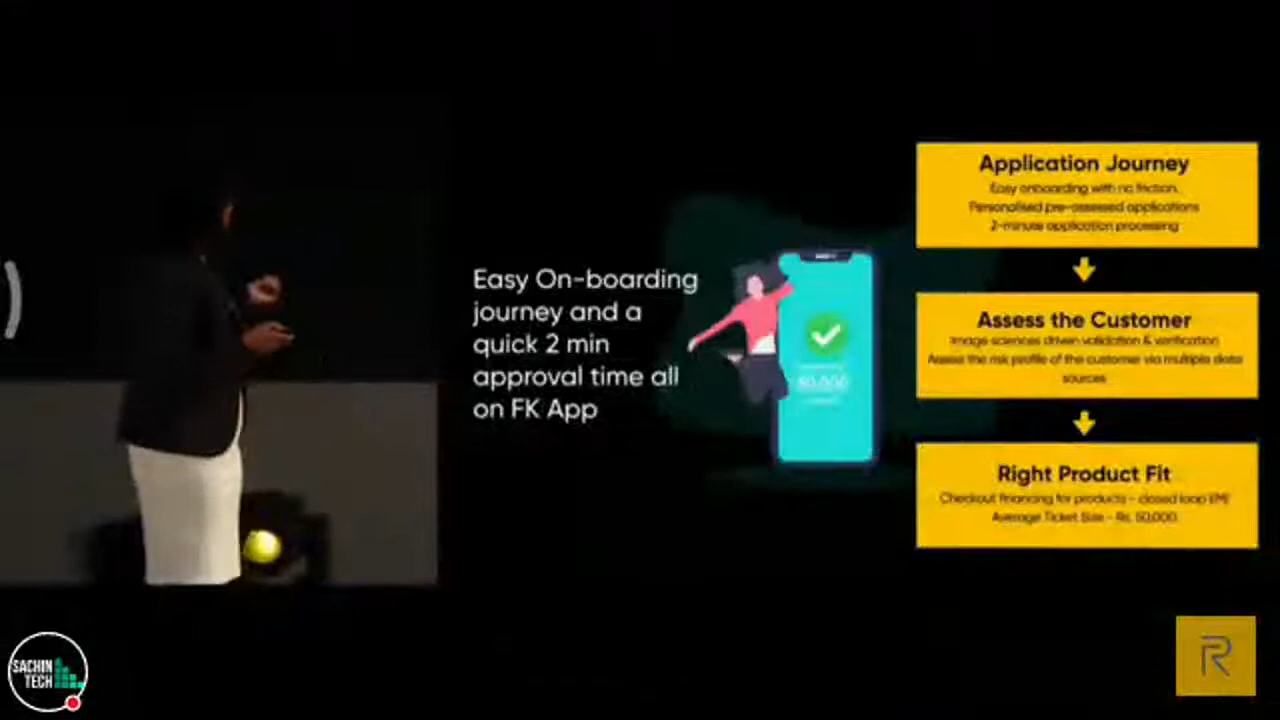 Easy On-boarding
journey and a
quick 2 min
approval time all
on FK App
50,000
Application Journey
Easy onboarding with no friction.
Personalised pre-assessed applications
2-minute application processing
Assess the Customer
Image sciences driven validation & verification
Assess the risk profile of the customer via multiple data
sources
Right Product Fit
Checkout financing for products - closed loop EMI
Average Ticket Size - Rs. 50,000
SACHIN
TECH
R